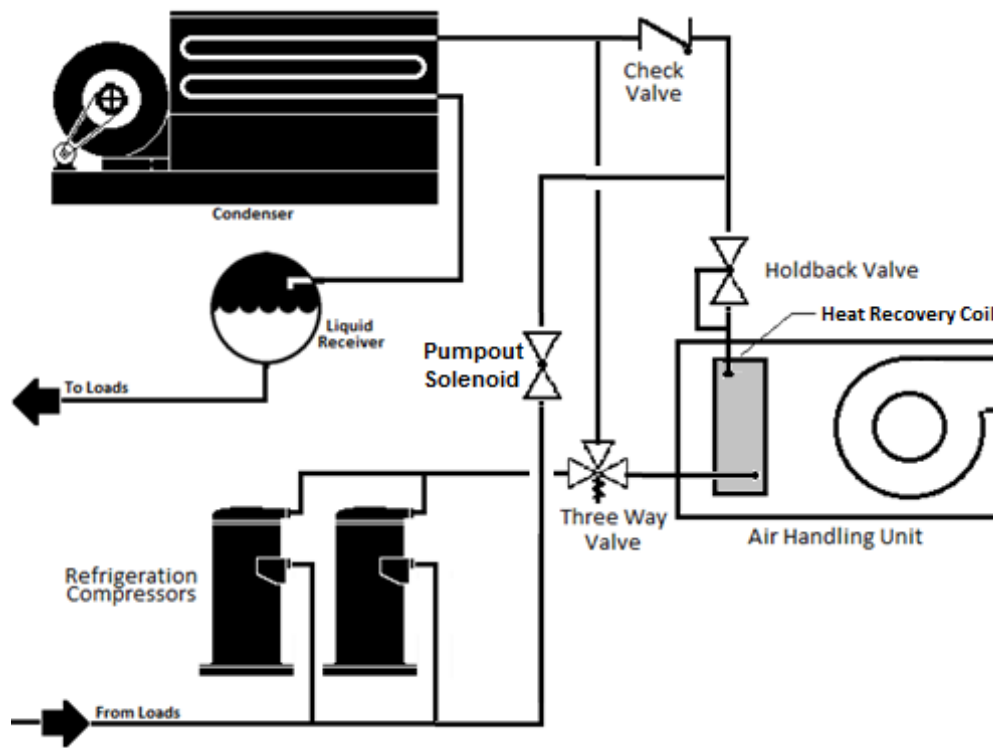 Check
Valve
Condenser
Holdback Valve
Heat Recovery Coil
Liquid
Receiver
Pumpout
Solenoid
To Loads
Three Way
Valve
Air Handling Unit
Refrigeration
Compressors
From Loads